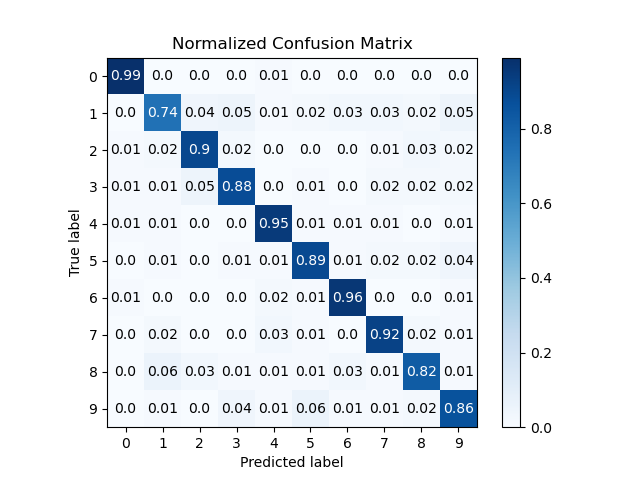 Normalized Confusion Matrix
0 0.99 0.0 0.0 0.0 0.01 0.0 0.0 0.0 0.0 0.0
1 0.0 0.74 0.04 0.05 0.01 0.02 0.03 0.03 0.02 0.05
2 0.01 0.02 0.9 0.02 0.0 0.0 0.0 0.01 0.03 0.02
3 0.01 0.01 0.05 0.88 0.0 0.01 0.0 0.02 0.02 0.02
4 0.01 0.01 0.0 0.0 0.95 0.01 0.01 0.01 0.0 0.01
5 0.0 0.01 0.0 0.01 0.01 0.89 0.01 0.02 0.02 0.04
6 0.01 0.0 0.0 0.0 0.02 0.01 0.96 0.0 0.0 0.01
7 0.0 0.02 0.0 0.0 0.03 0.01 0.0 0.92 0.02 0.01
8 0.0 0.06 0.03 0.01 0.01 0.01 0.03 0.01 0.82 0.01
9 0.0 0.01 0.0 0.04 0.01 0.06 0.01 0.01 0.02 0.86
0 1 2 3 4 5 6 7 8 9
Predicted label
True label
0.8
0.6
0.4
0.2
0.0